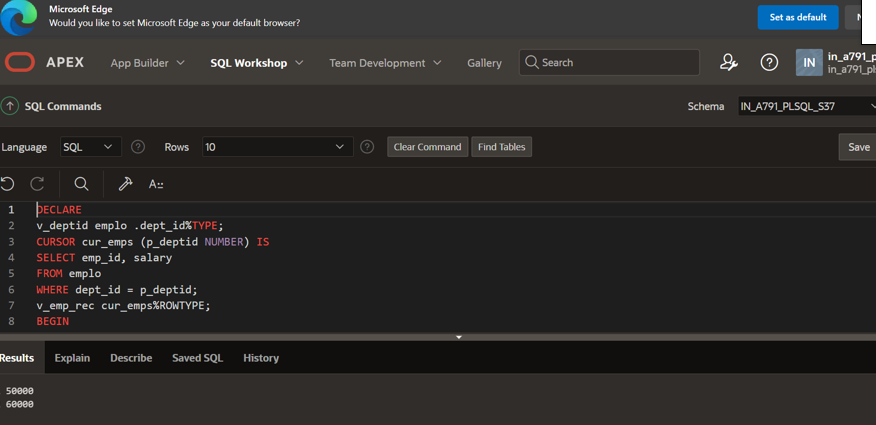 Microsoft Edge
Would you like to set Microsoft Edge as your default browser?
Set as default
APEX App Builder SQL Workshop Team Development Gallery Search IN in_a791_p
in_a791_pl
SQL Commands Schema IN_A791_PLSQL_S37
Language SQL Rows 10 Clear Command Find Tables Save
1 DECLARE
2 v_deptid emplo .dept_id%TYPE;
3 CURSOR cur_emps (p_deptid NUMBER) IS
4 SELECT emp_id, salary
5 FROM emplo
6 WHERE dept_id = p_deptid;
7 v_emp_rec cur_emps%ROWTYPE;
8 BEGIN
Results Explain Describe Saved SQL History
50000
60000